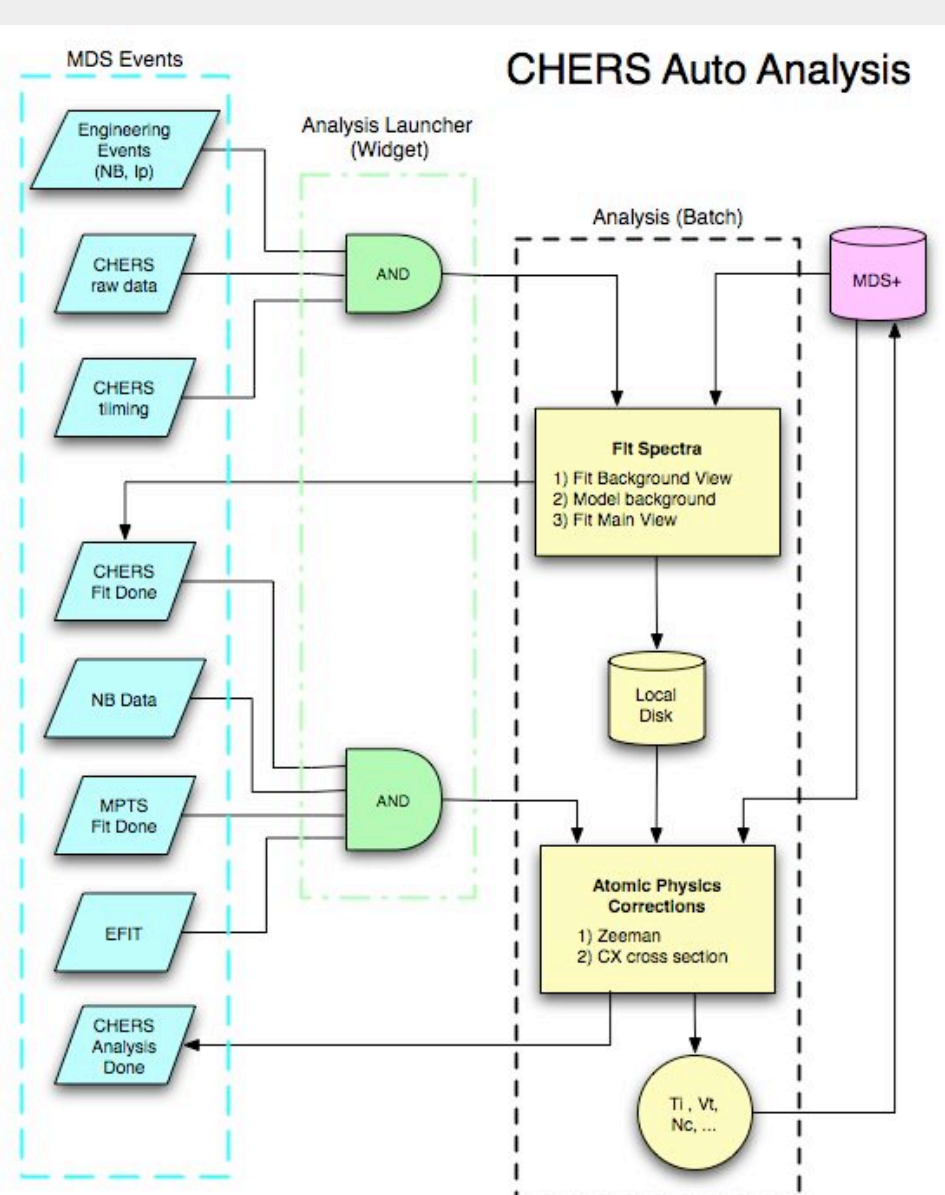 MDS Events
CHERS Auto Analysis
Engineering
Events
(NB, Ip)
Analysis Launcher
(Widget)
Analysis (Batch)
CHERS
raw data
AND
MDS+
CHERS
tliming
Fit Spectra
1) Fit Background View
2) Model background
3) Fit Main View
CHERS
Fit Done
NB Data
Local
Disk
MPTS
Fit Done
AND
Atomic Physics
Corrections
1) Zeeman
2) CX cross section
EFIT
CHERS
Analysis
Done
Ti , Vt,
Nc, ...